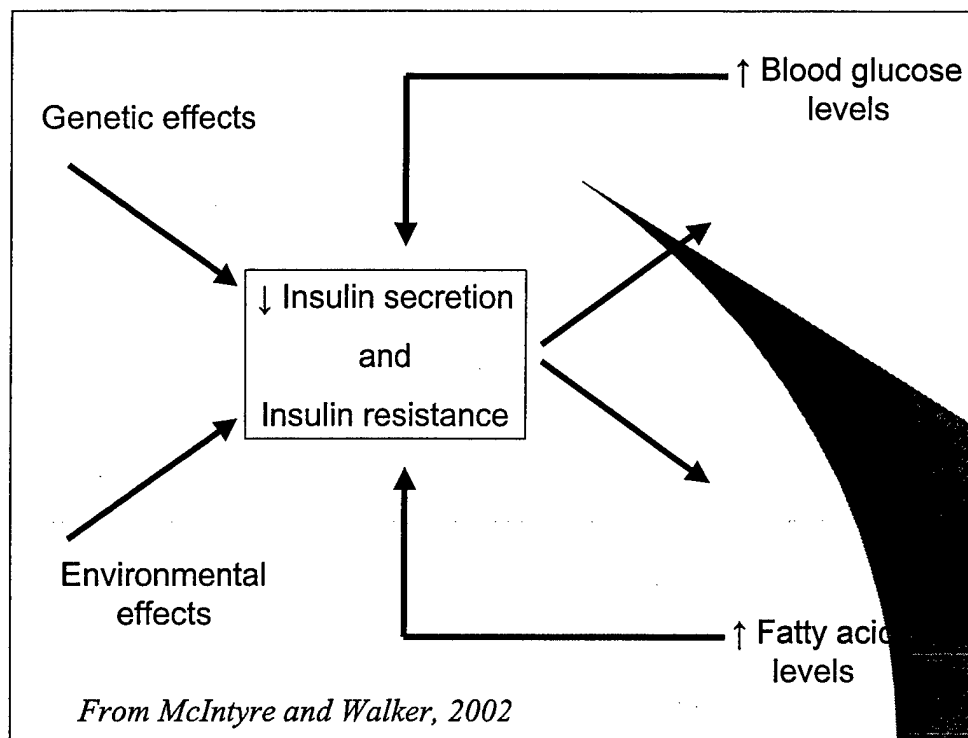 ↑ Blood glucose
levels
Genetic effects
↓ Insulin secretion
and
Insulin resistance
Environmental
effects
↑ Fatty acid
levels
From McIntyre and Walker, 2002